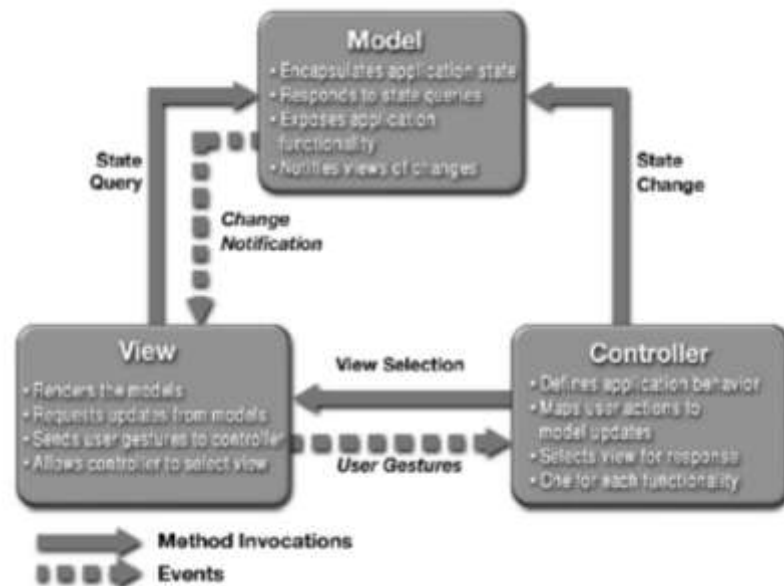 Model
• Encapsulates application state
• Responds to state queries
• Exposes application
functionality
• Notifies views of changes
State
Query
Change
Notification
State
Change
View
• Renders the models
• Requests updates from models
• Sends user gestures to controller
• Allows controller to select view
View Selection
User Gestures
Controller
• Defines application behavior
• Maps user actions to
model updates
• Selects view for response
• One for each functionality
Method Invocations
Events